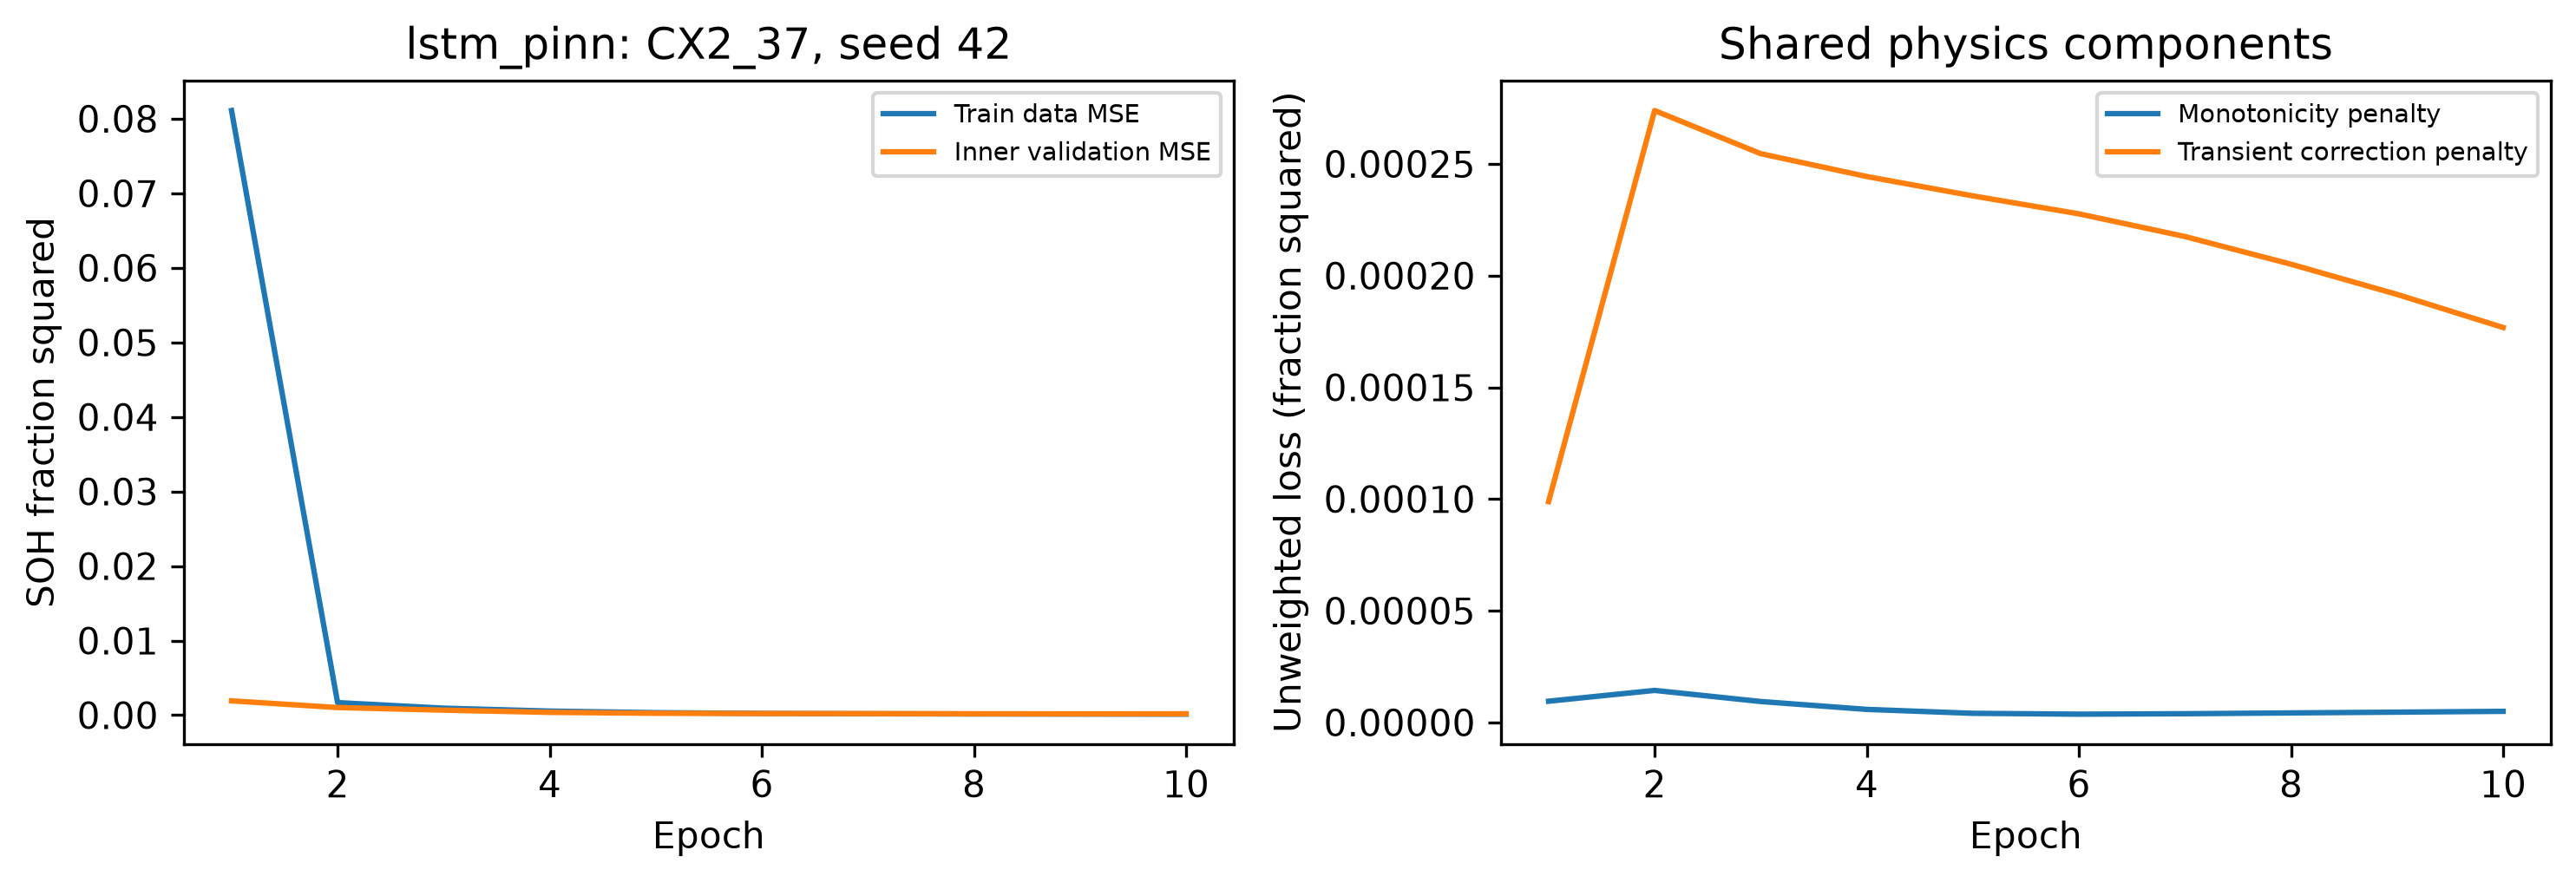 lstm_pinn: CX2_37, seed 42
SOH fraction squared
0.08
0.07
0.06
0.05
0.04
0.03
0.02
0.01
0.00
Train data MSE
Inner validation MSE
2 4 6 8 10
Epoch
Shared physics components
Unweighted loss (fraction squared)
0.00025
0.00020
0.00015
0.00010
0.00005
0.00000
Monotonicity penalty
Transient correction penalty
2 4 6 8 10
Epoch